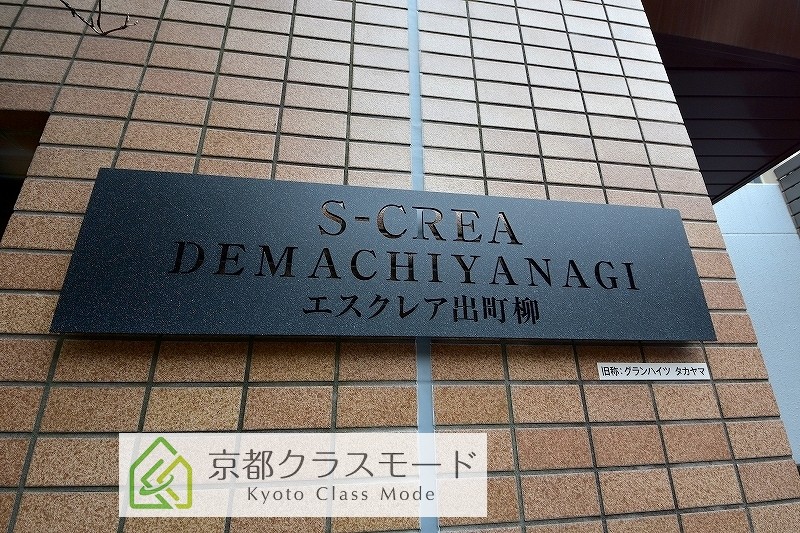 S-CREA
DEMACHIYANAGI
エスクレア出町柳
旧称：グランハイツ タカヤマ
京都クラスモード
Kyoto Class Mode